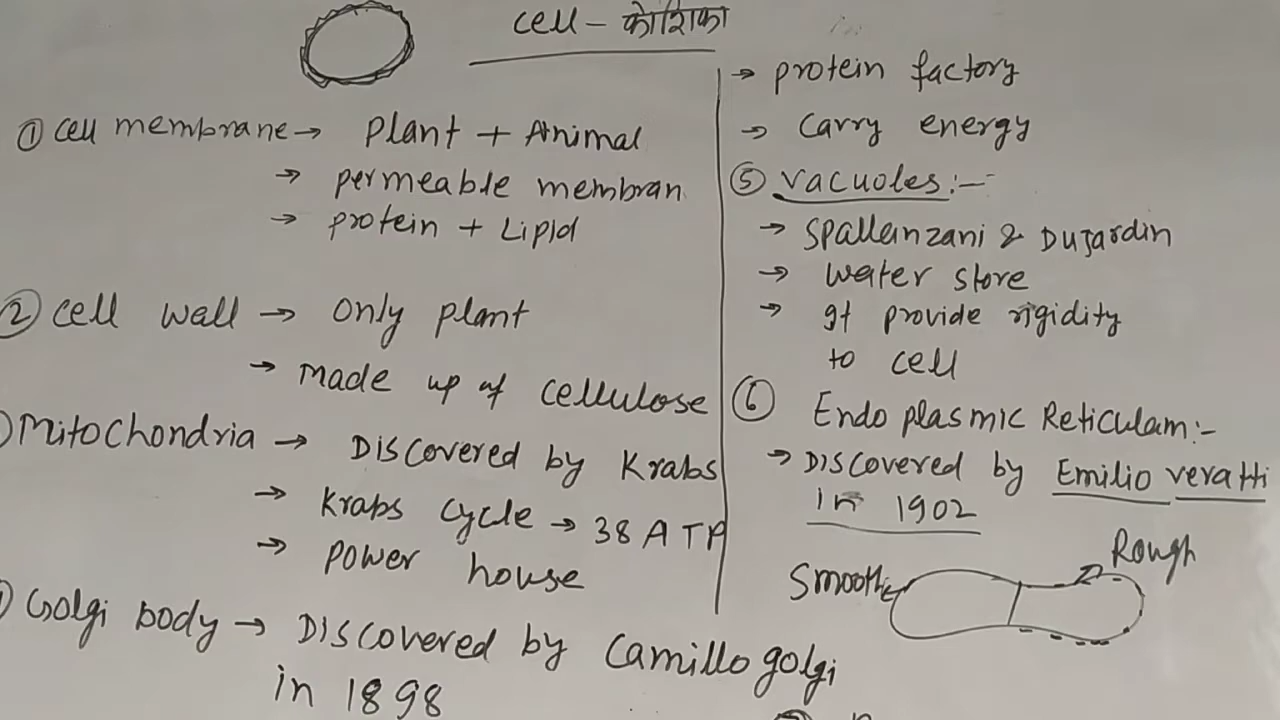 cell - कोशिका
① cell membrane → plant + Animal
→ permeable membran
→ protein + Lipid
② cell wall → only plant
→ made up of cellulose
) Mitochondria → Discovered by Krabs
→ Krabs cycle → 38 ATP
→ power house
) Golgi body → Discovered by Camillo golgi
in 1898
→ protein factory
→ carry energy
⑤ vacuoles :-
→ spallanzani & Dujardin
→ water store
→ It provide rigidity
to cell
⑥ Endo plasmic Reticulam :-
→ Discovered by Emilio veratti
in 1902
Smooth
Rough